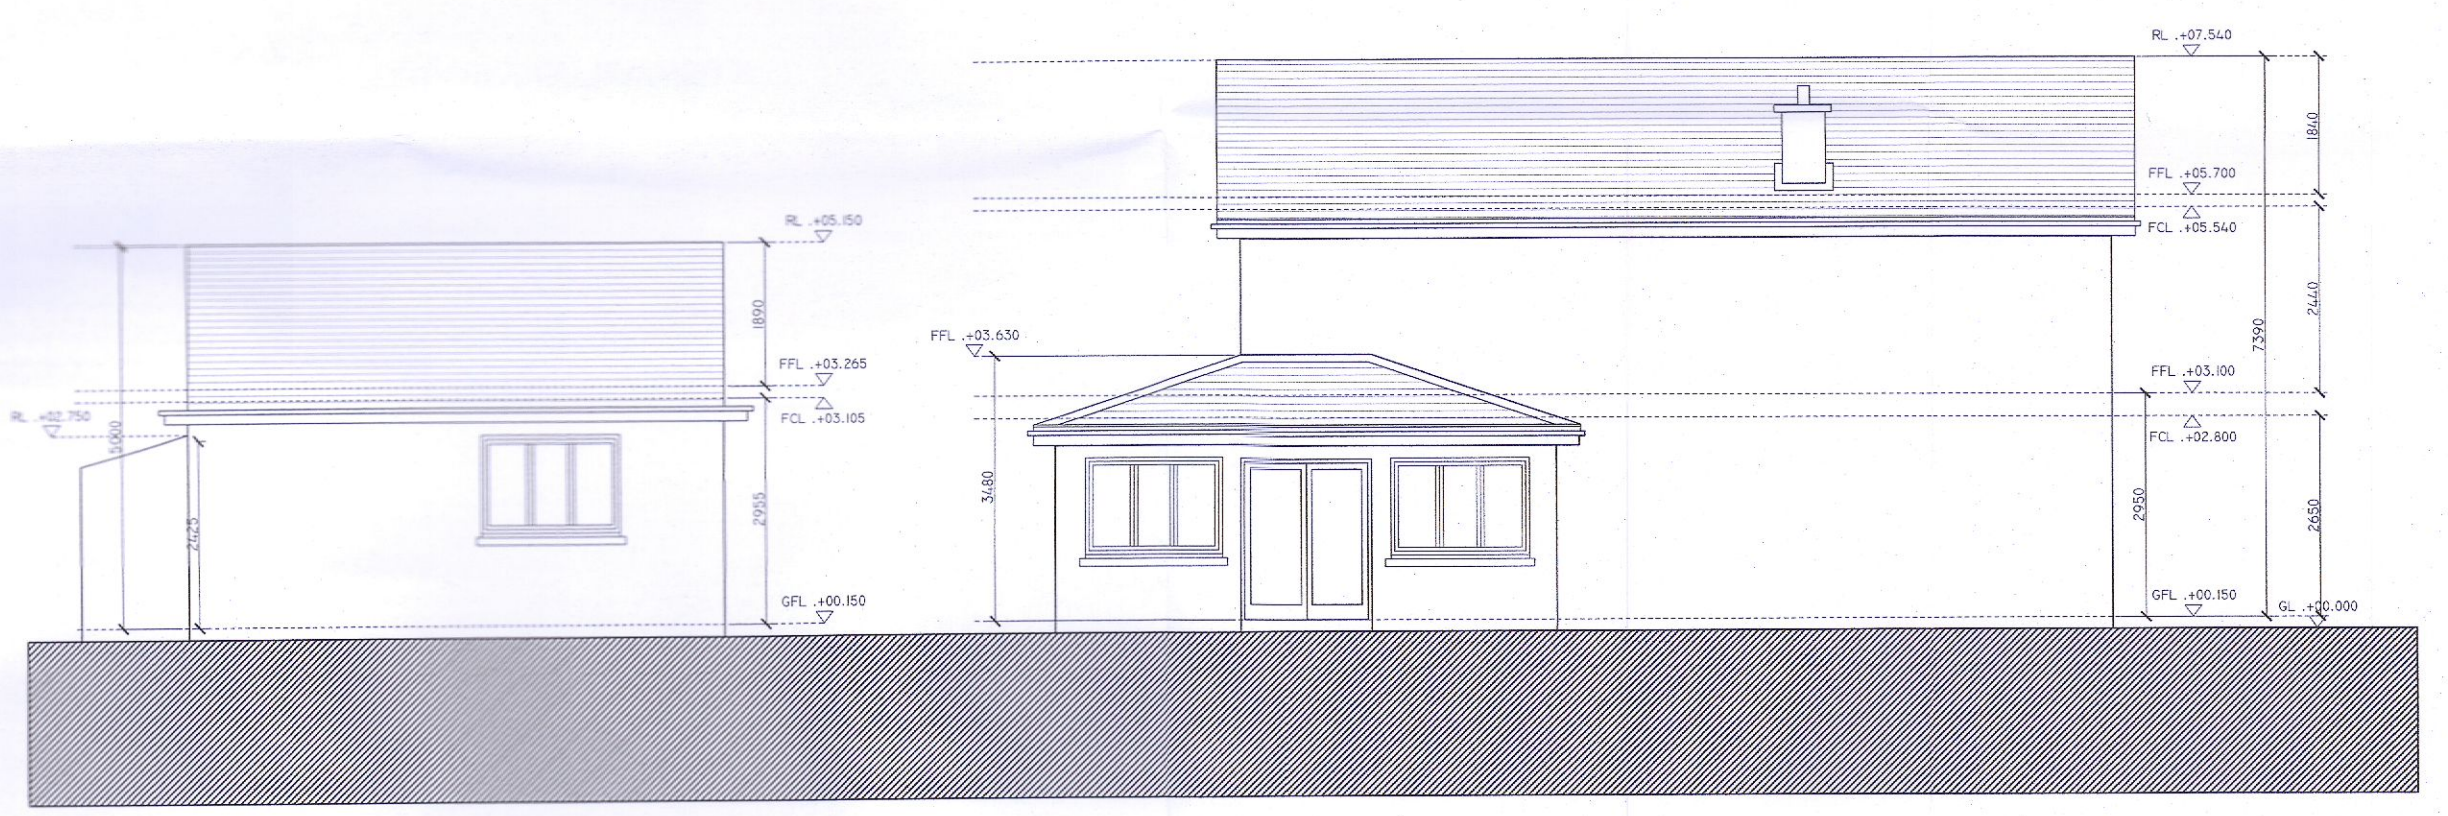 RL .+07.540
1840
FFL .+05.700
FCL .+05.540
2440
7390
FFL .+03.100
FCL .+02.800
2950
2650
GFL .+00.150
GL .+00.000
FFL .+03.630
3480
RL .+05.150
1890
FFL .+03.265
FCL .+03.105
2955
GFL .+00.150
RL .+02.750
5000
2425